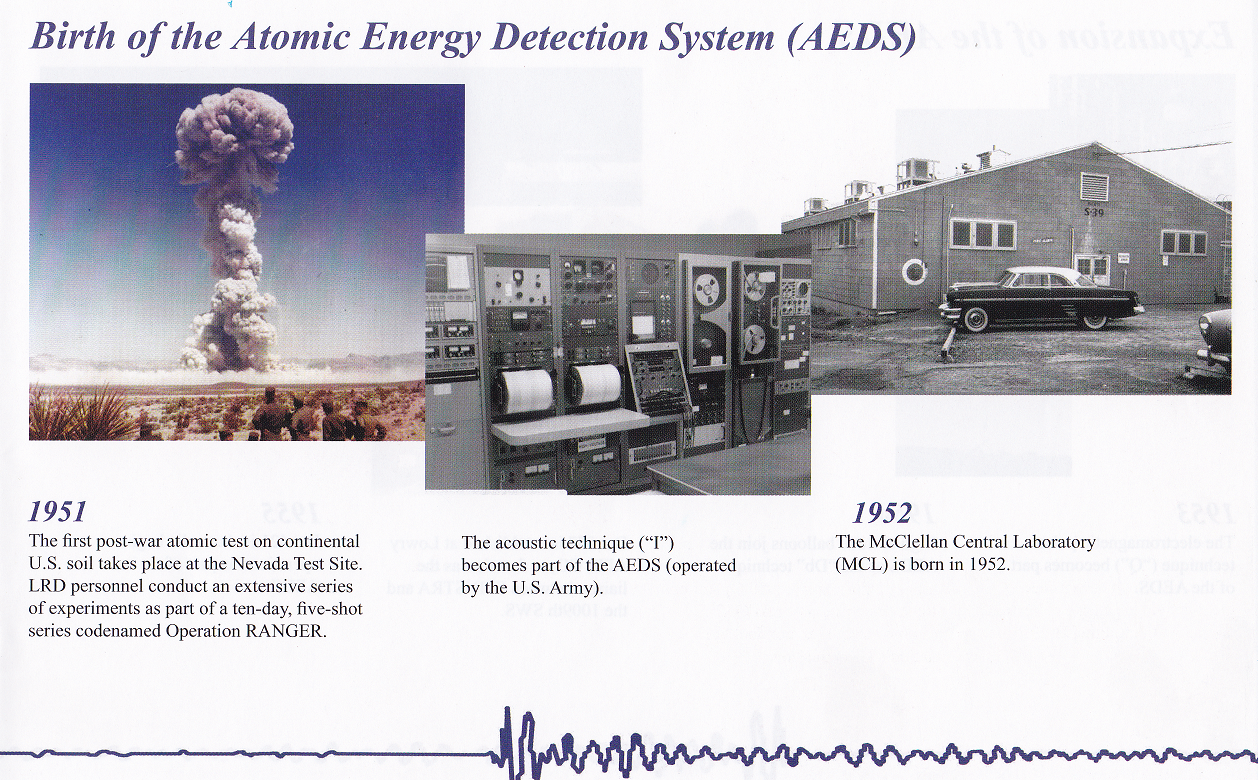 Birth of the Atomic Energy Detection System (AEDS)
S-39
1951
The first post-war atomic test on continental
U.S. soil takes place at the Nevada Test Site.
LRD personnel conduct an extensive series
of experiments as part of a ten-day, five-shot
series codenamed Operation RANGER.
The acoustic technique (“I”)
becomes part of the AEDS (operated
by the U.S. Army).
1952
The McClellan Central Laboratory
(MCL) is born in 1952.